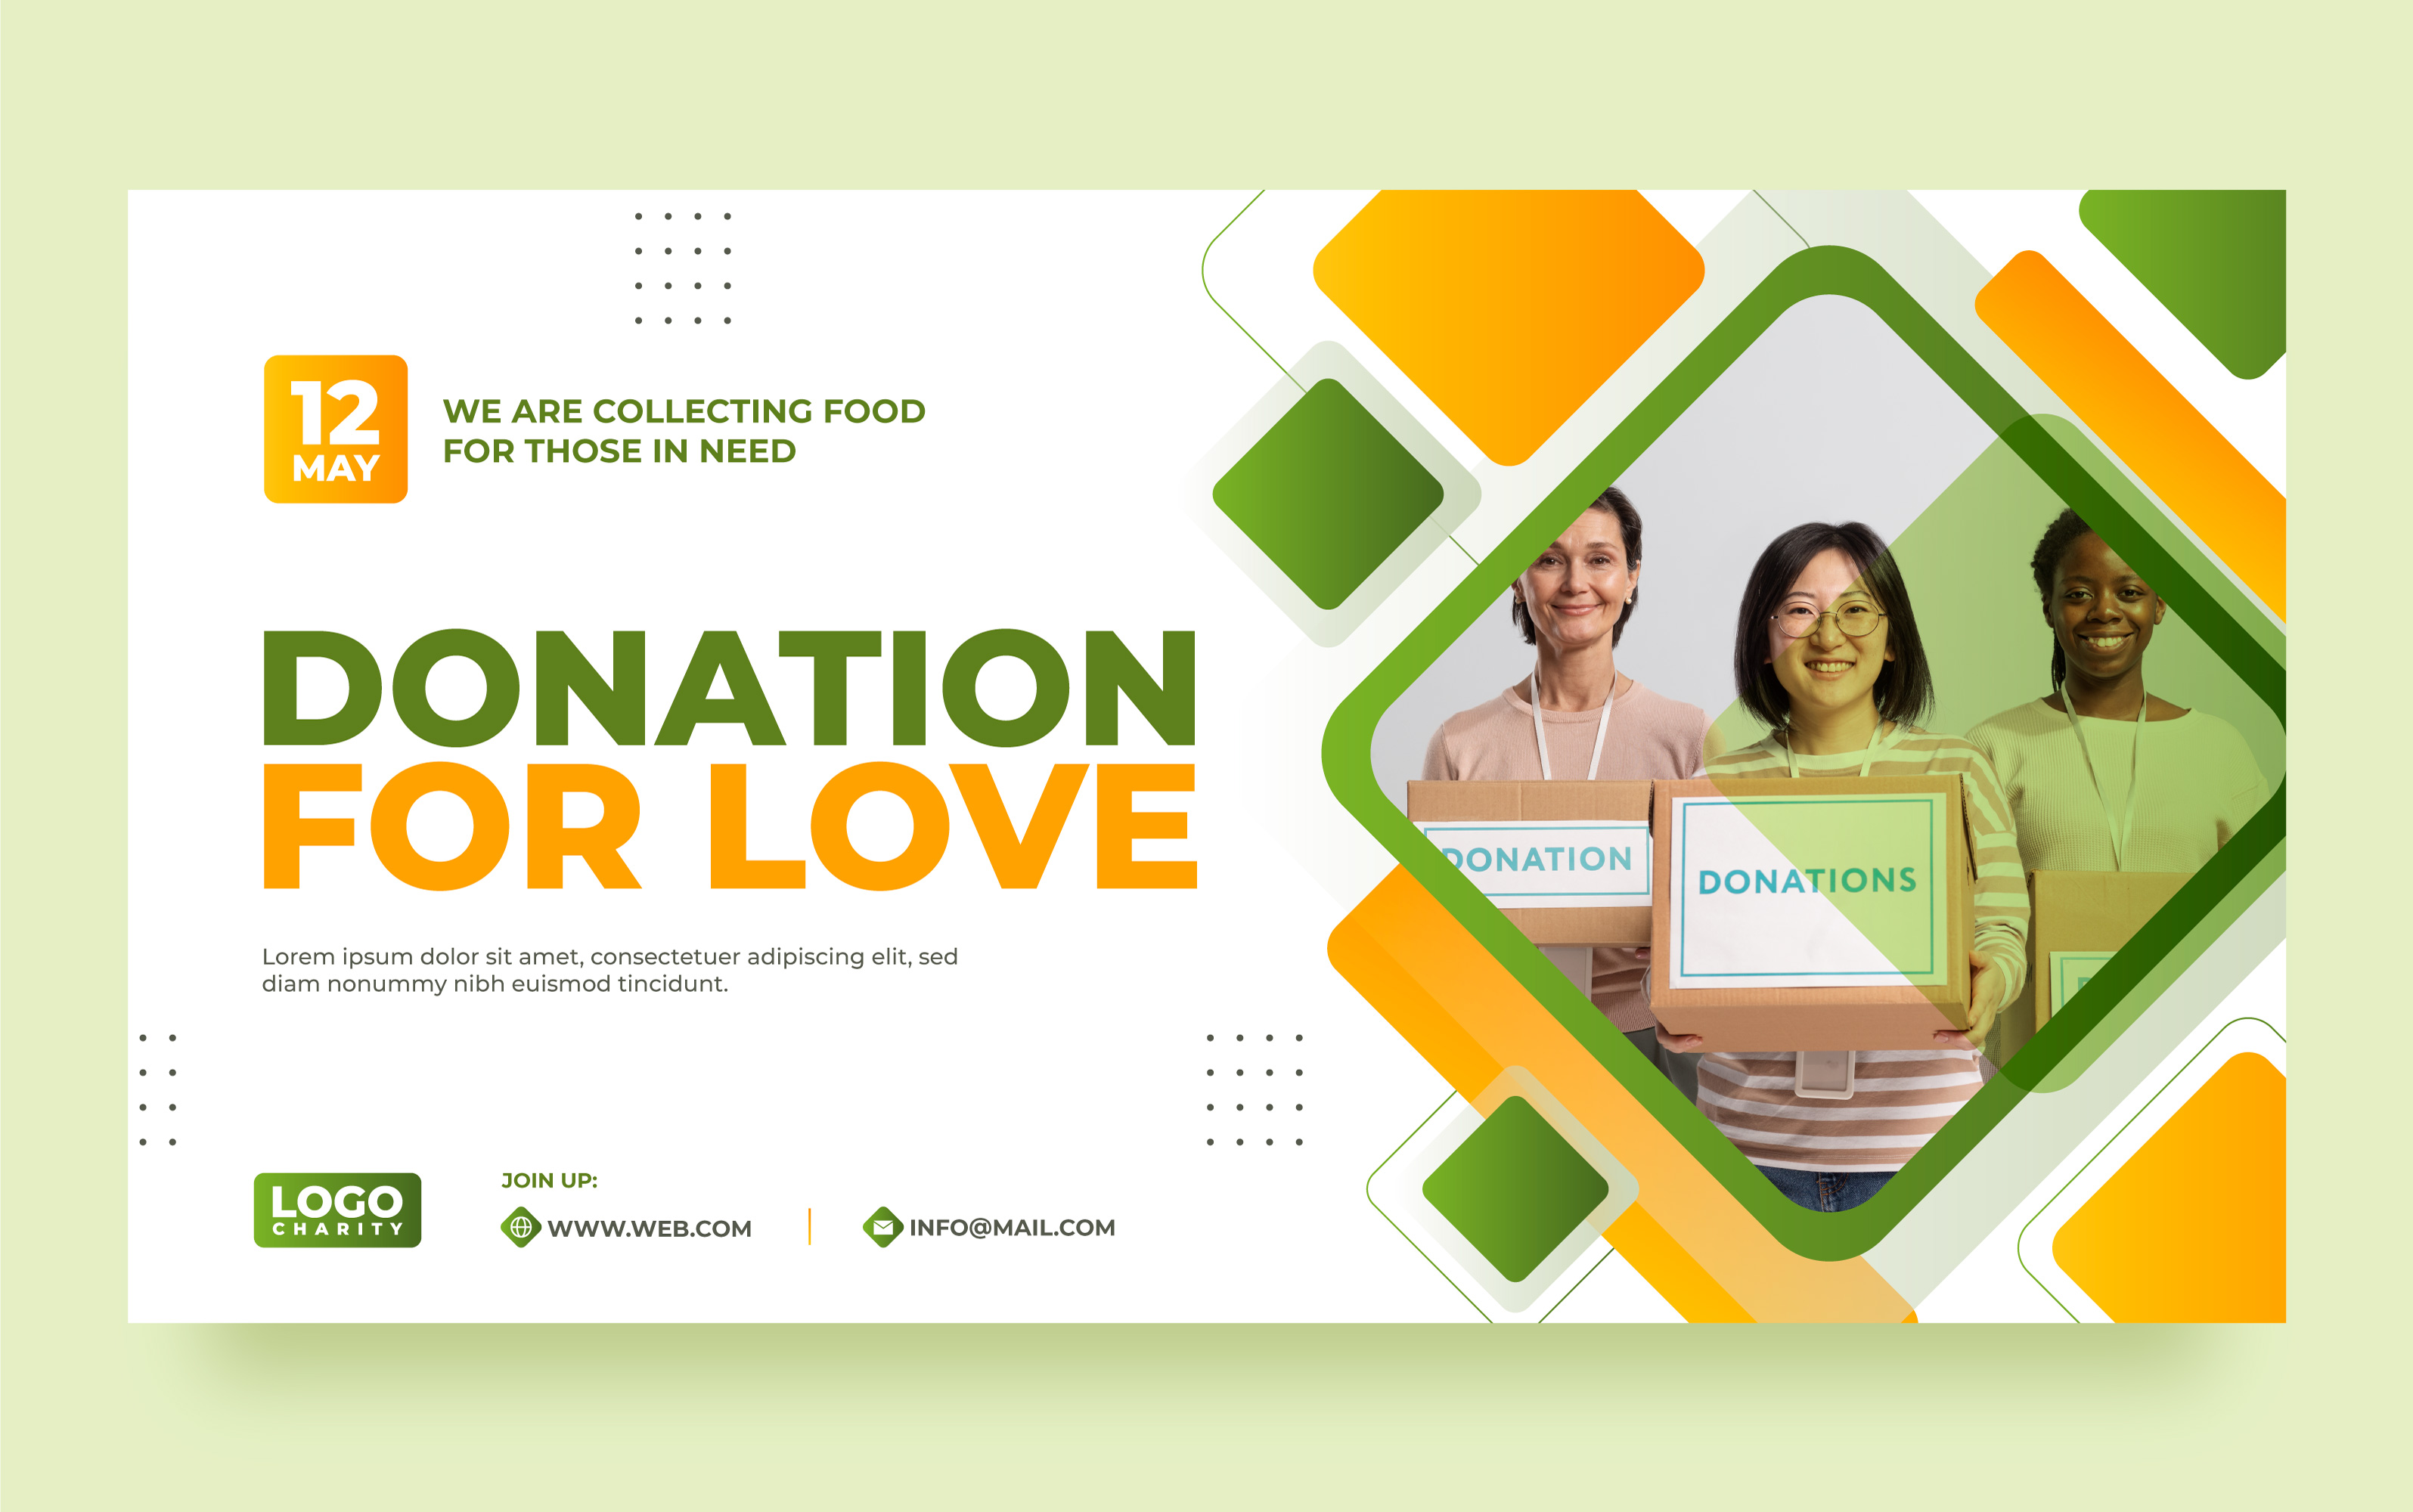 12
MAY
WE ARE COLLECTING FOOD
FOR THOSE IN NEED
DONATION
FOR LOVE
Lorem ipsum dolor sit amet, consectetuer adipiscing elit, sed
diam nonummy nibh euismod tincidunt.
LOGO
CHARITY
JOIN UP:
WWW.WEB.COM
INFO@MAIL.COM
DONATION
DONATIONS